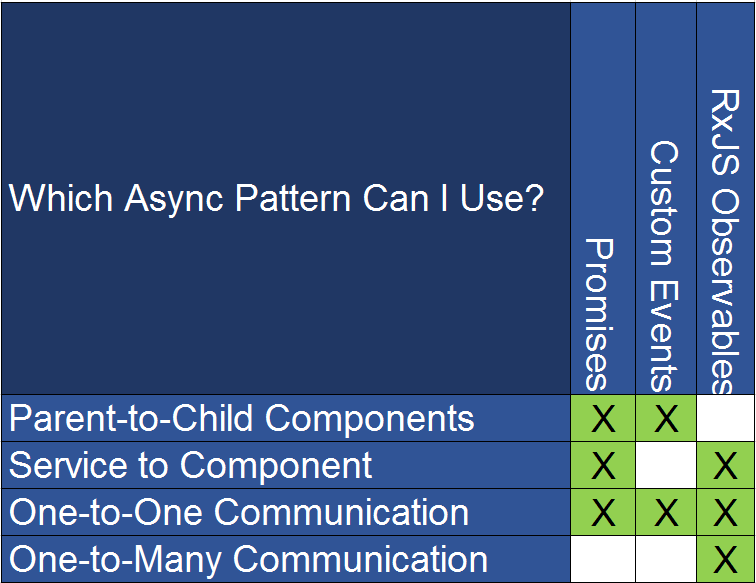 Which Async Pattern Can I Use?
Promises
Custom Events
RxJS Observables
Parent-to-Child Components X X
Service to Component X X
One-to-One Communication X X X
One-to-Many Communication X